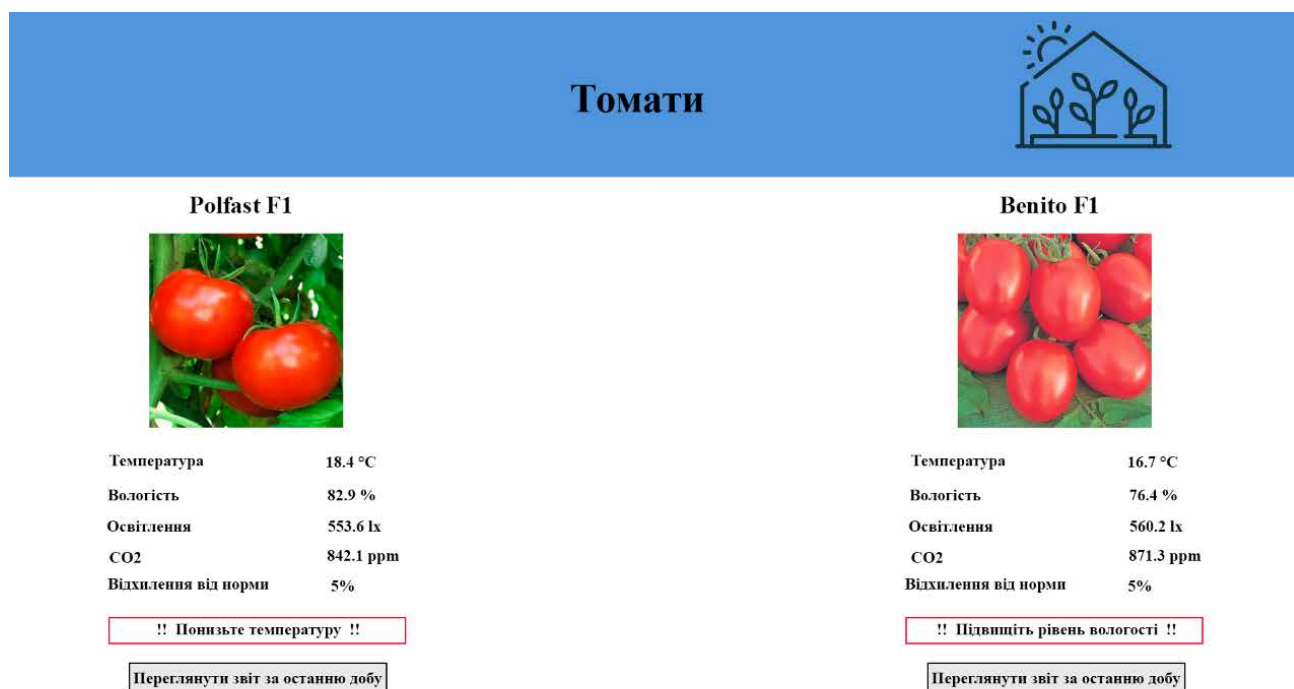 Томати
Polfast F1
Температура 18.4 °C
Вологість 82.9 %
Освітлення 553.6 lx
CO2 842.1 ppm
Відхилення від норми 5%
!! Понизьте температуру !!
Переглянути звіт за останню добу
Benito F1
Температура 16.7 °C
Вологість 76.4 %
Освітлення 560.2 lx
CO2 871.3 ppm
Відхилення від норми 5%
!! Підвищіть рівень вологості !!
Переглянути звіт за останню добу